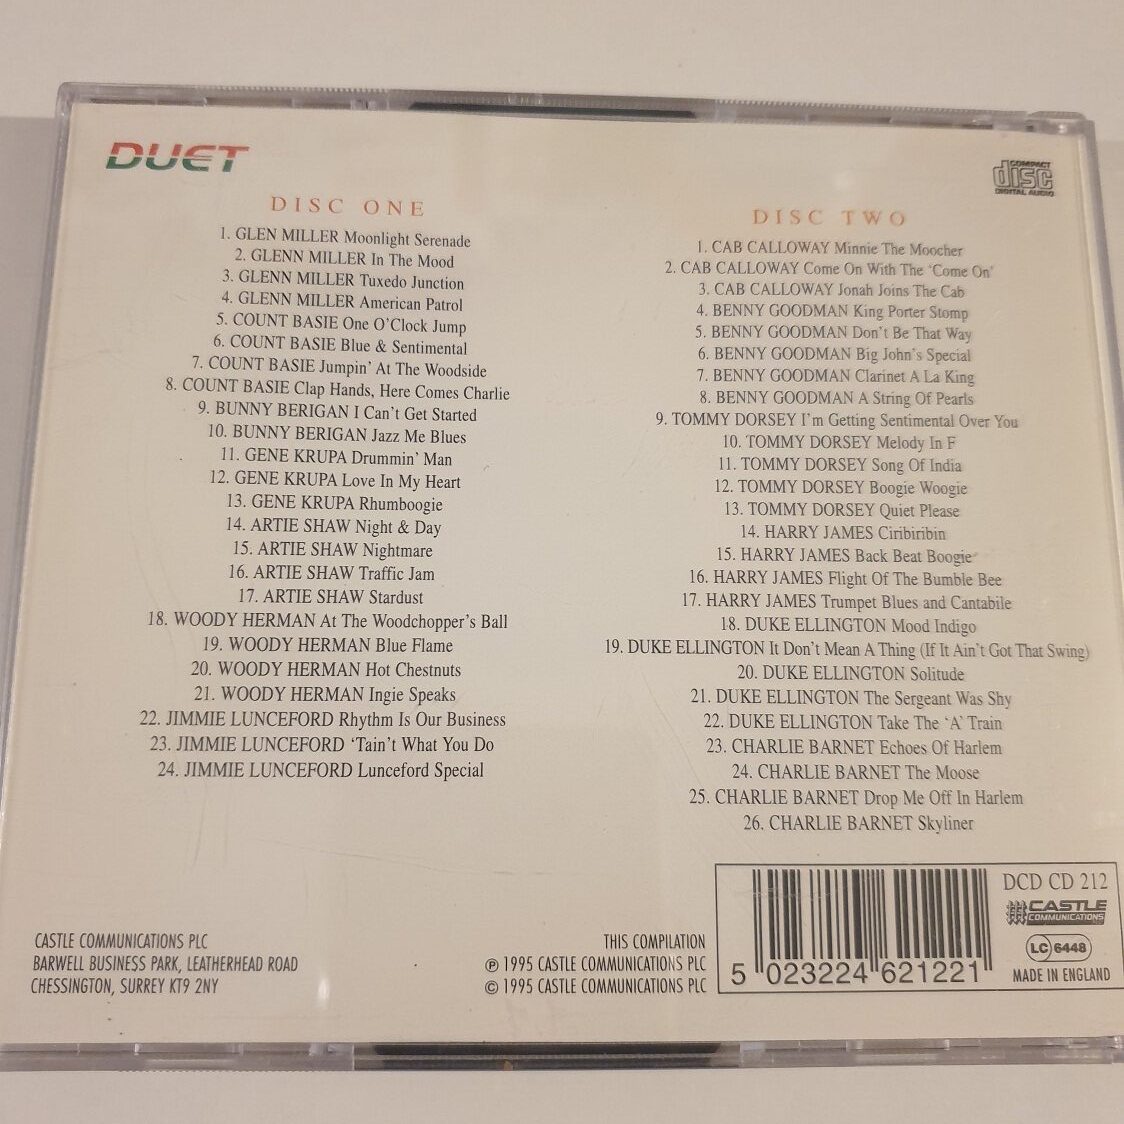 DUET
DISC ONE
1. GLEN MILLER Moonlight Serenade
2. GLENN MILLER In The Mood
3. GLENN MILLER Tuxedo Junction
4. GLENN MILLER American Patrol
5. COUNT BASIE One O'Clock Jump
6. COUNT BASIE Blue & Sentimental
7. COUNT BASIE Jumpin' At The Woodside
8. COUNT BASIE Clap Hands, Here Comes Charlie
9. BUNNY BERIGAN I Can't Get Started
10. BUNNY BERIGAN Jazz Me Blues
11. GENE KRUPA Drummin' Man
12. GENE KRUPA Love In My Heart
13. GENE KRUPA Rhumboogie
14. ARTIE SHAW Night & Day
15. ARTIE SHAW Nightmare
16. ARTIE SHAW Traffic Jam
17. ARTIE SHAW Stardust
18. WOODY HERMAN At The Woodchopper's Ball
19. WOODY HERMAN Blue Flame
20. WOODY HERMAN Hot Chestnuts
21. WOODY HERMAN Ingie Speaks
22. JIMMIE LUNCEFORD Rhythm Is Our Business
23. JIMMIE LUNCEFORD 'Tain't What You Do
24. JIMMIE LUNCEFORD Lunceford Special
COMPACT
disc
DIGITAL AUDIO
DISC TWO
1. CAB CALLOWAY Minnie The Moocher
2. CAB CALLOWAY Come On With The 'Come On'
3. CAB CALLOWAY Jonah Joins The Cab
4. BENNY GOODMAN King Porter Stomp
5. BENNY GOODMAN Don't Be That Way
6. BENNY GOODMAN Big John's Special
7. BENNY GOODMAN Clarinet A La King
8. BENNY GOODMAN A String Of Pearls
9. TOMMY DORSEY I'm Getting Sentimental Over You
10. TOMMY DORSEY Melody In F
11. TOMMY DORSEY Song Of India
12. TOMMY DORSEY Boogie Woogie
13. TOMMY DORSEY Quiet Please
14. HARRY JAMES Ciribiribin
15. HARRY JAMES Back Beat Boogie
16. HARRY JAMES Flight Of The Bumble Bee
17. HARRY JAMES Trumpet Blues and Cantabile
18. DUKE ELLINGTON Mood Indigo
19. DUKE ELLINGTON It Don't Mean A Thing (If It Ain't Got That Swing)
20. DUKE ELLINGTON Solitude
21. DUKE ELLINGTON The Sergeant Was Shy
22. DUKE ELLINGTON Take The 'A' Train
23. CHARLIE BARNET Echoes Of Harlem
24. CHARLIE BARNET The Moose
25. CHARLIE BARNET Drop Me Off In Harlem
26. CHARLIE BARNET Skyliner
CASTLE COMMUNICATIONS PLC
BARWELL BUSINESS PARK, LEATHERHEAD ROAD
CHESSINGTON, SURREY KT9 2NY
THIS COMPILATION
℗ 1995 CASTLE COMMUNICATIONS PLC
© 1995 CASTLE COMMUNICATIONS PLC
5 023224 621221
DCD CD 212
CASTLE
COMMUNICATIONS
LC 6448
MADE IN ENGLAND